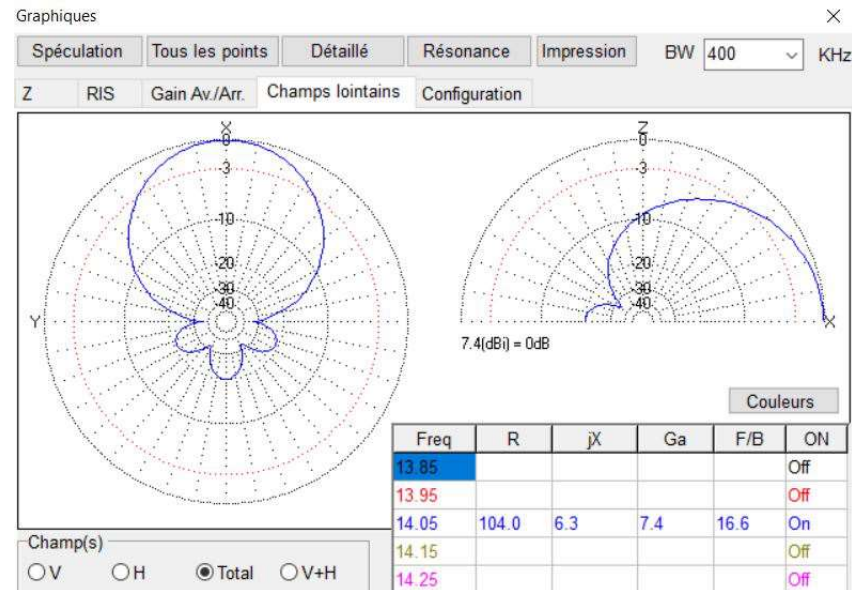 Graphiques
Spéculation Tous les points Détaillé Résonance Impression BW 400 KHz
Z RIS Gain Av./Arr. Champs lointains Configuration
X
0
-3
-10
-20
-30
-40
Y
Z
0
-3
-10
-20
-30
-40
X
7.4(dBi) = 0dB
Couleurs
Freq R jX Ga F/B ON
13.85 Off
13.95 Off
14.05 104.0 6.3 7.4 16.6 On
14.15 Off
14.25 Off
Champ(s)
V H Total V+H